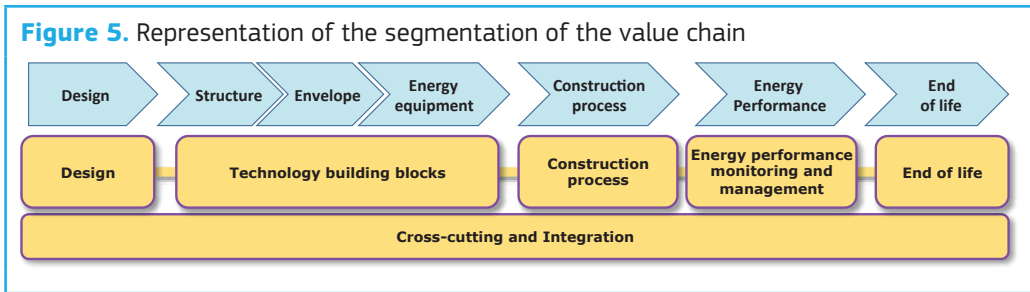 Figure 5. Representation of the segmentation of the value chain
Design
Structure
Envelope
Energy
equipment
Construction
process
Energy
Performance
End
of life
Design
Technology building blocks
Construction
process
Energy performance
monitoring and
management
End of life
Cross-cutting and Integration